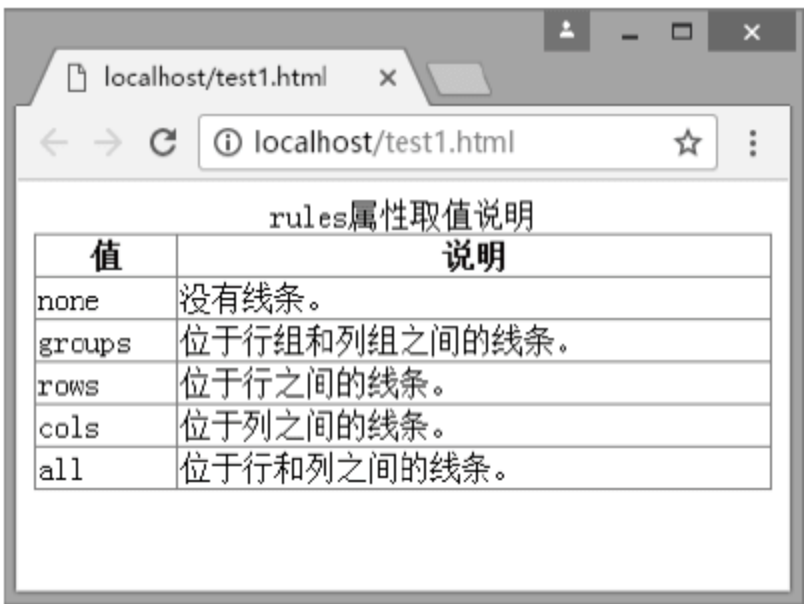 localhost/test1.html
localhost/test1.html
rules属性取值说明
值 说明
none 没有线条。
groups 位于行组和列组之间的线条。
rows 位于行之间的线条。
cols 位于列之间的线条。
all 位于行和列之间的线条。